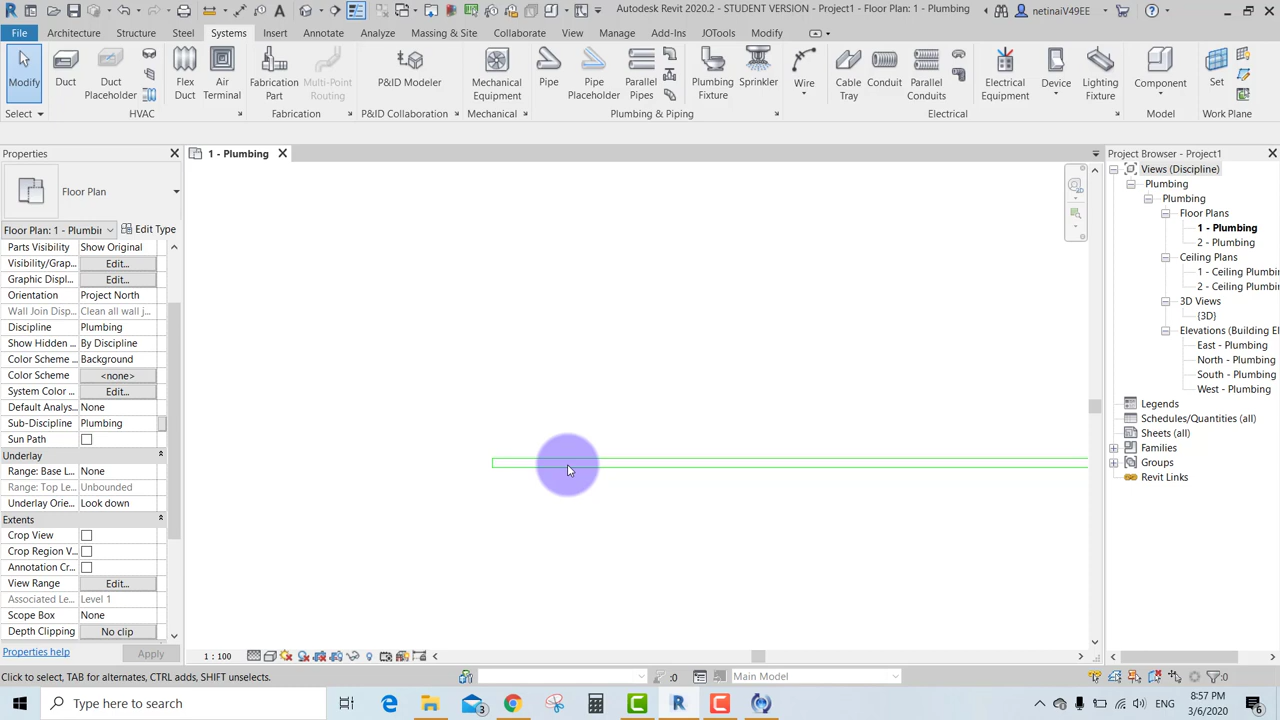 Autodesk Revit 2020.2 - STUDENT VERSION - Project1 - Floor Plan: 1 - Plumbing
netinaiV49EE
File Architecture Structure Steel Systems Insert Annotate Analyze Massing & Site Collaborate View Manage Add-Ins JOTools Modify
Modify
Duct
Duct Placeholder
Flex Duct
Air Terminal
Fabrication Part
Multi-Point Routing
P&ID Modeler
Mechanical Equipment
Pipe
Pipe Placeholder
Parallel Pipes
Plumbing Fixture
Sprinkler
Wire
Cable Tray
Conduit
Parallel Conduits
Electrical Equipment
Device
Lighting Fixture
Component
Set
Select
HVAC
Fabrication
P&ID Collaboration
Mechanical
Plumbing & Piping
Electrical
Model
Work Plane
Properties
1 - Plumbing
Project Browser - Project1
Floor Plan
Floor Plan: 1 - Plumbi
Edit Type
Parts Visibility Show Original
Visibility/Grap... Edit...
Graphic Displ... Edit...
Orientation Project North
Wall Join Disp... Clean all wall j...
Discipline Plumbing
Show Hidden ... By Discipline
Color Scheme ... Background
Color Scheme <none>
System Color ... Edit...
Default Analys... None
Sub-Discipline Plumbing
Sun Path
Underlay
Range: Base L... None
Range: Top Le... Unbounded
Underlay Orie... Look down
Extents
Crop View
Crop Region V...
Annotation Cr...
View Range Edit...
Associated Le... Level 1
Scope Box None
Depth Clipping No clip
Properties help
Apply
Views (Discipline)
Plumbing
Plumbing
Floor Plans
1 - Plumbing
2 - Plumbing
Ceiling Plans
1 - Ceiling Plumbin
2 - Ceiling Plumbin
3D Views
{3D}
Elevations (Building E
East - Plumbing
North - Plumbing
South - Plumbing
West - Plumbing
Legends
Schedules/Quantities (all)
Sheets (all)
Families
Groups
Revit Links
1 : 100
Click to select, TAB for alternates, CTRL adds, SHIFT unselects.
:0
Main Model
:0
Type here to search
3
ENG
8:57 PM
3/6/2020
6